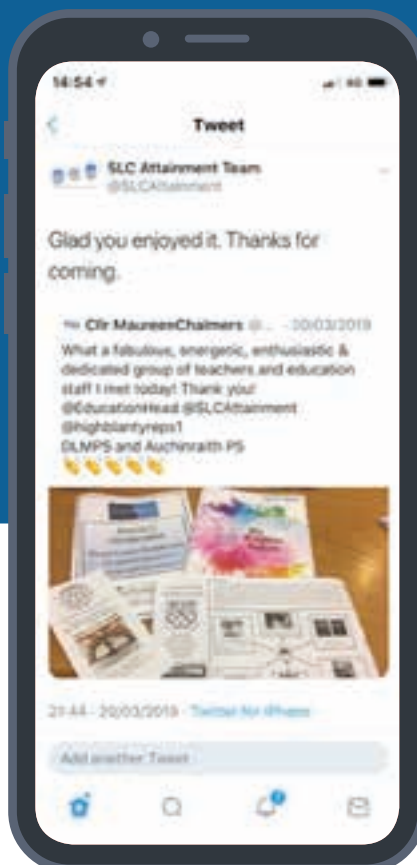 14:54
4G
Tweet
SLC Attainment Team
@SLCAttainment
Glad you enjoyed it. Thanks for
coming.
Cllr MaureenChalmers @... · 20/03/2019
What a fabulous, energetic, enthusiastic &
dedicated group of teachers and education
staff I met today! Thank you!
@EducationHead @SLCAttainment
@highblantyreps1
DLMPS and Auchinraith PS
21:44 · 20/03/2019 · Twitter for iPhone
Add another Tweet